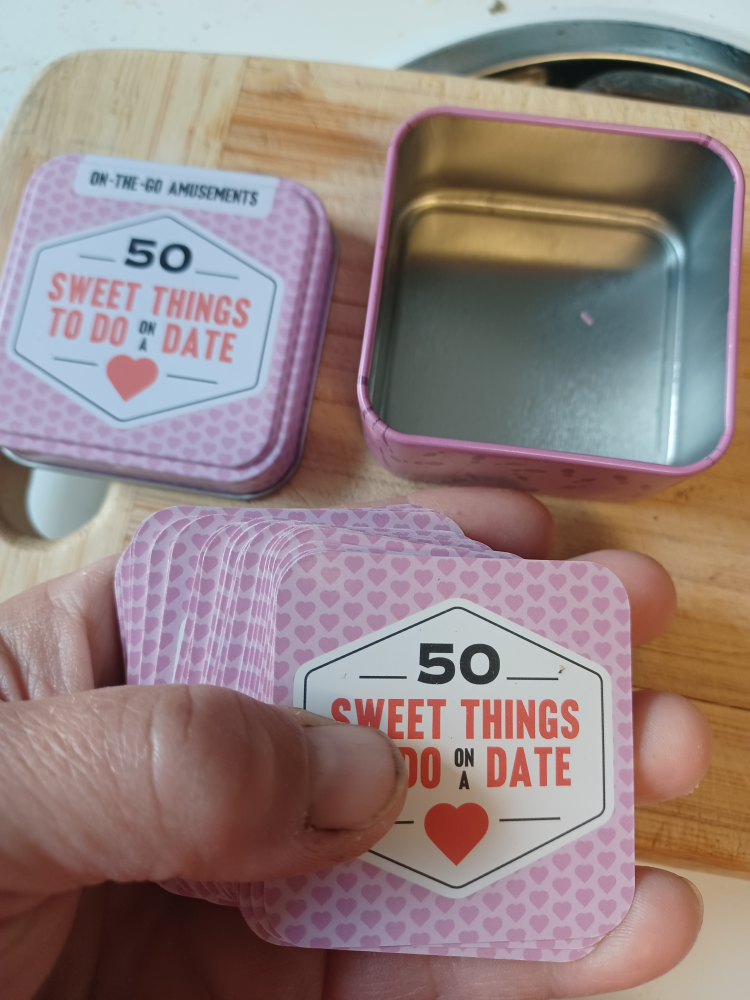 ON-THE-GO AMUSEMENTS
50
SWEET THINGS
TO DO ON A DATE
50
SWEET THINGS
DO ON A DATE